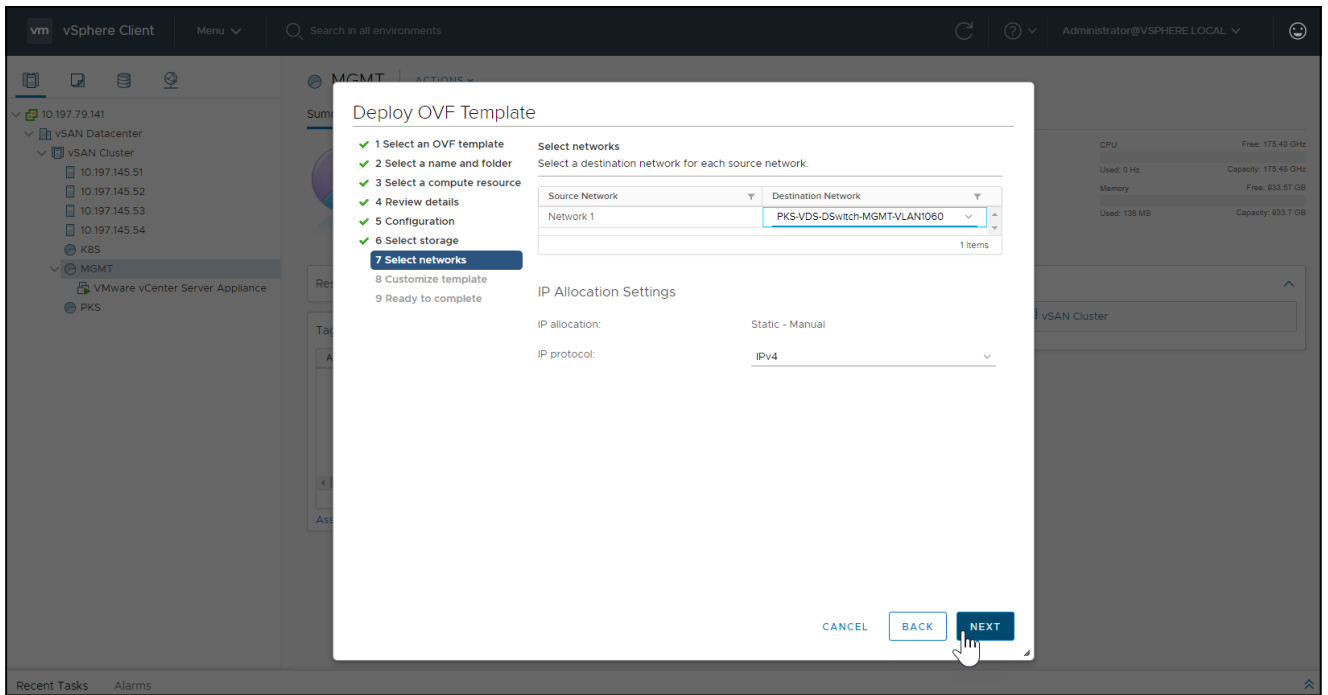 vm vSphere Client Menu Search in all environments Administrator@VSPHERE.LOCAL
10.197.79.141
vSAN Datacenter
vSAN Cluster
10.197.145.51
10.197.145.52
10.197.145.53
10.197.145.54
K8S
MGMT
VMware vCenter Server Appliance
PKS
MGMT ACTIONS
Deploy OVF Template
1 Select an OVF template
2 Select a name and folder
3 Select a compute resource
4 Review details
5 Configuration
6 Select storage
7 Select networks
8 Customize template
9 Ready to complete
Select networks
Select a destination network for each source network.
Source Network Destination Network
Network 1 PKS-VDS-DSwitch-MGMT-VLAN1060
1 items
IP Allocation Settings
IP allocation: Static - Manual
IP protocol: IPv4
CANCEL BACK NEXT
CPU Free: 175.48 GHz
Used: 0 Hz Capacity: 175.48 GHz
Memory Free: 933.57 GB
Used: 136 MB Capacity: 933.7 GB
vSAN Cluster
Recent Tasks Alarms